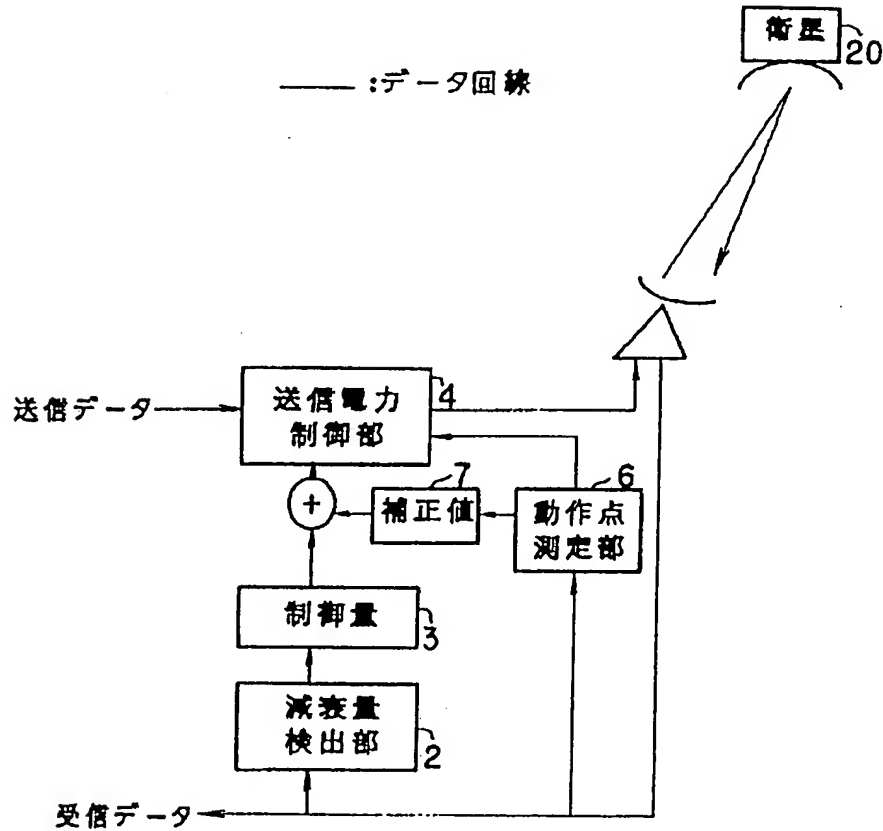 衛星
20
:データ回線
送信データ
送信電力
制御部
4
+
7
補正値
6
動作点
測定部
制御量
3
減衰量
検出部
2
受信データ